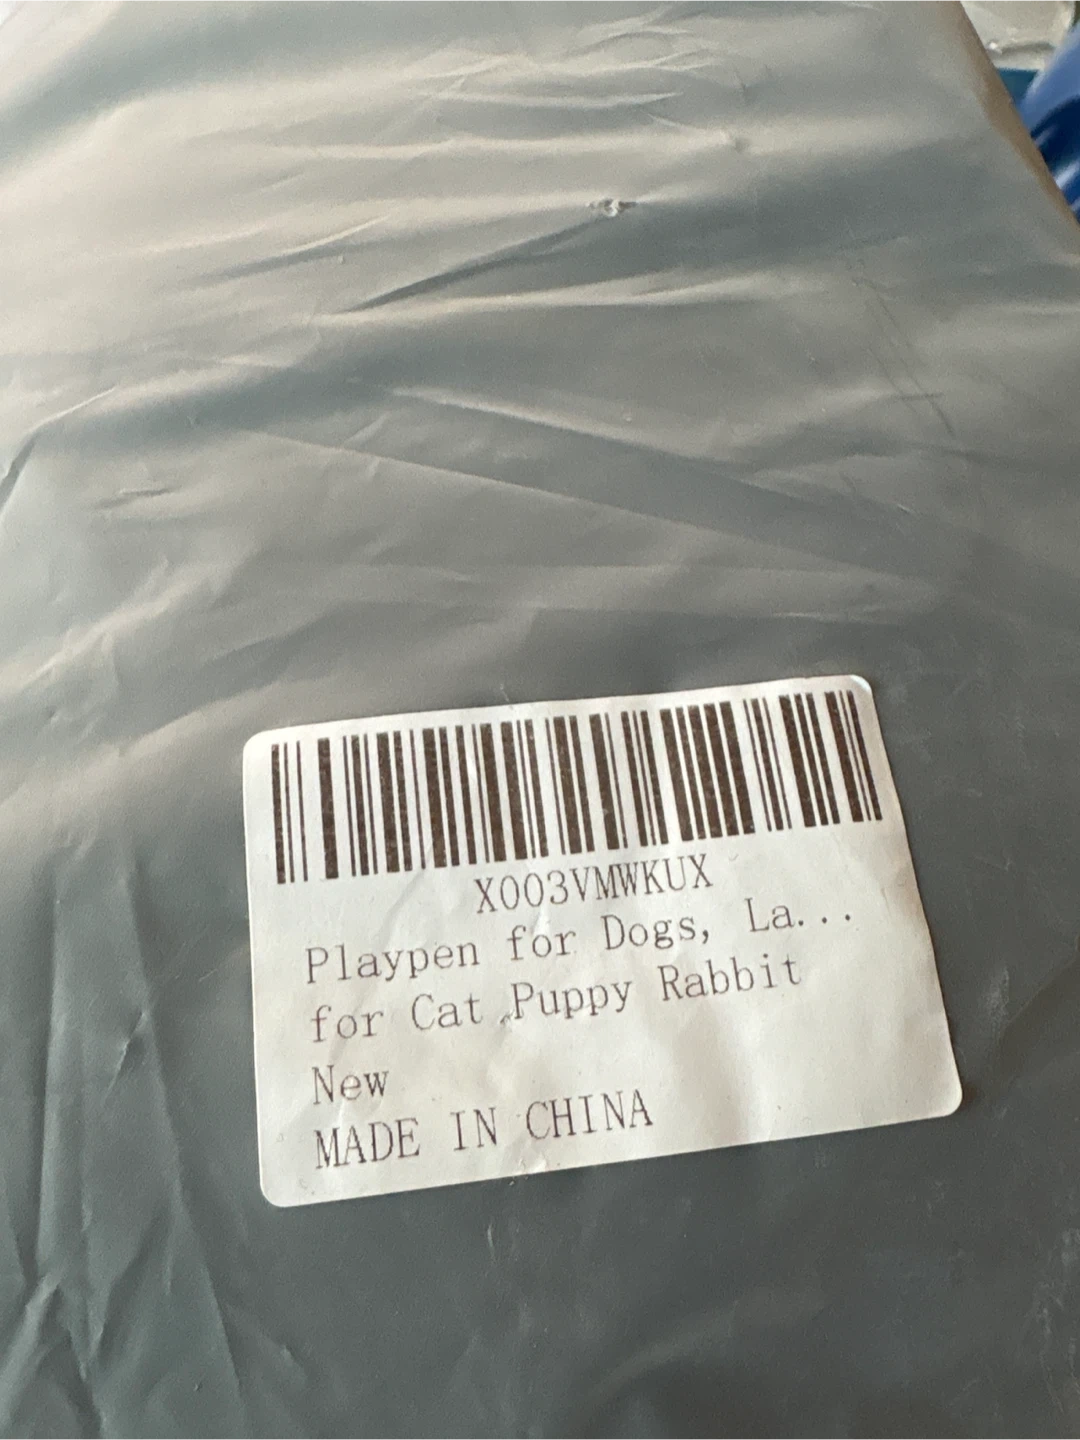 X003VMWKUX
Playpen for Dogs, La...
for Cat Puppy Rabbit
New
MADE IN CHINA